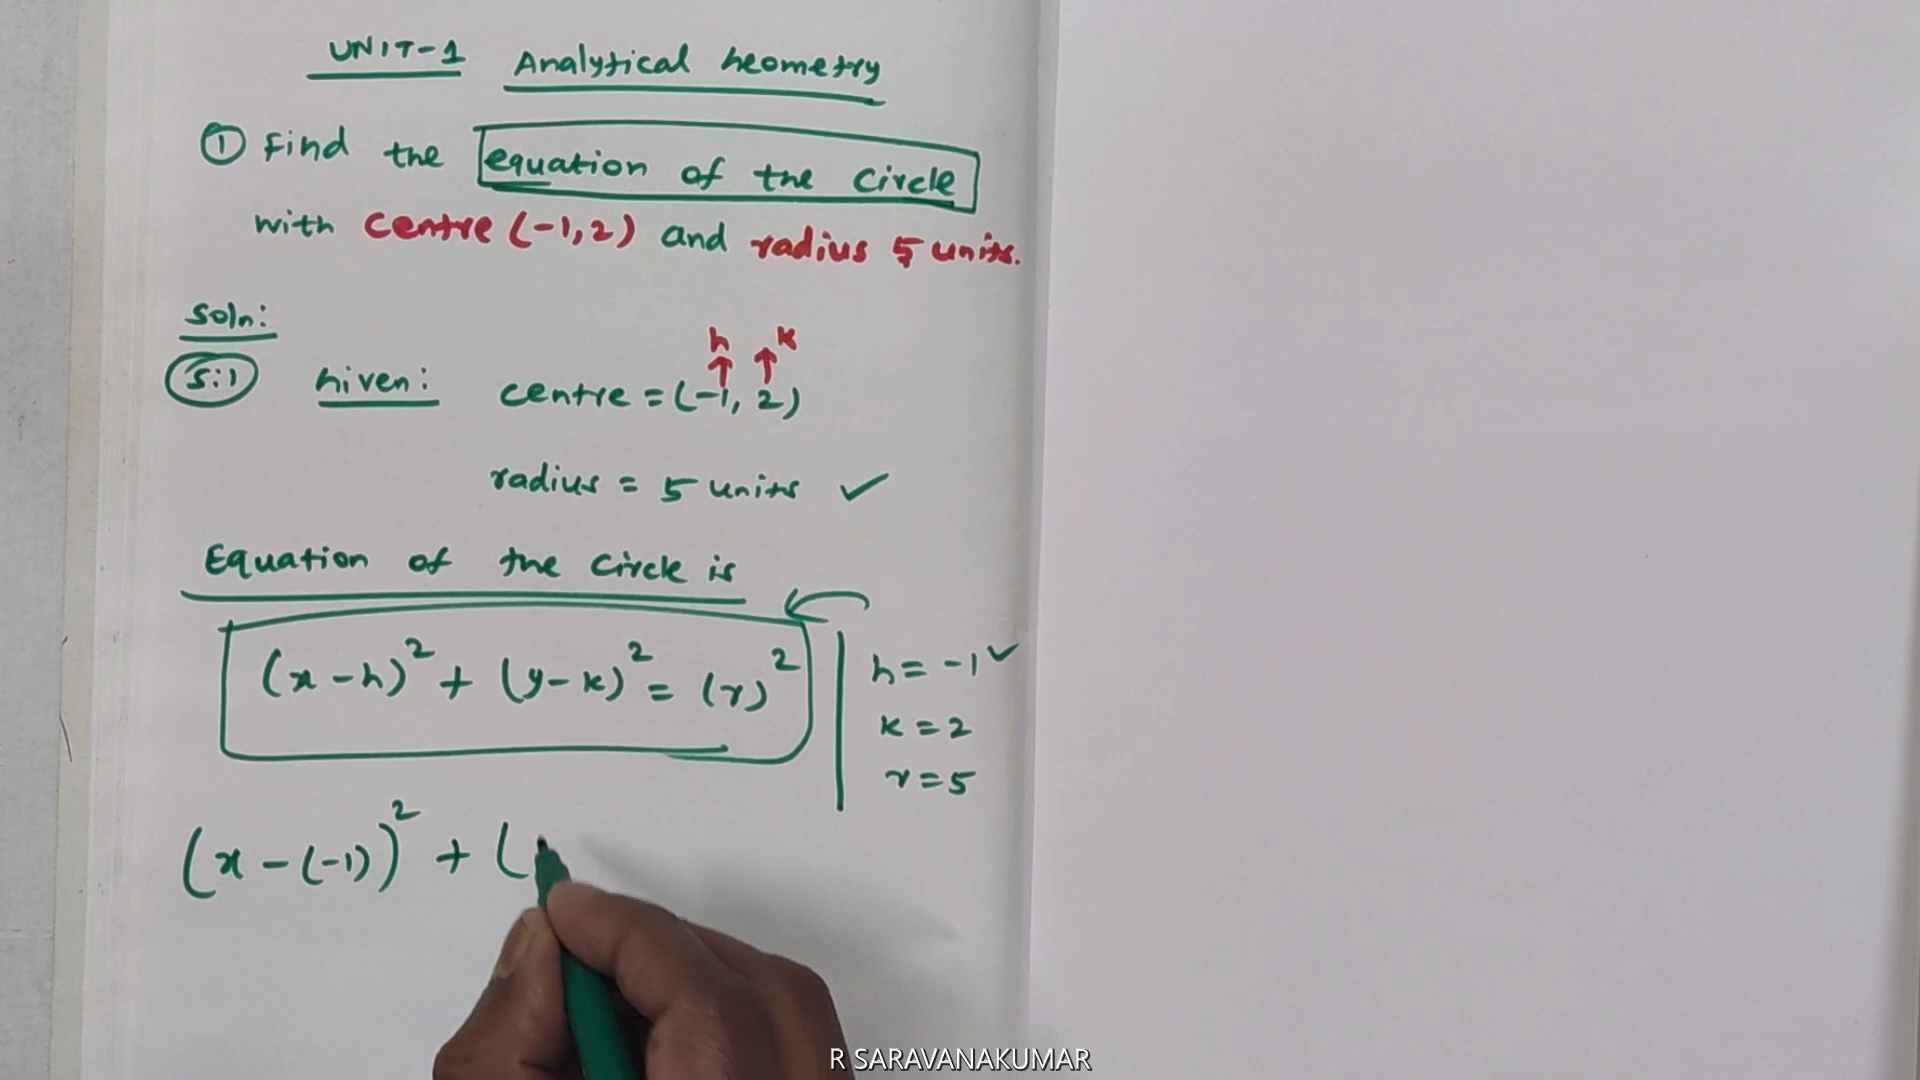 UNIT-1 Analytical Geometry
① Find the equation of the Circle
with Centre (-1,2) and radius 5 units.
Soln:
h k
S:1 Given: centre = (-1, 2)
radius = 5 units ✓
Equation of the Circle is
(x-h)² + (y-k)² = (r)²
h = -1 ✓
k = 2
r = 5
(x-(-1))² + (
R SARAVANAKUMAR